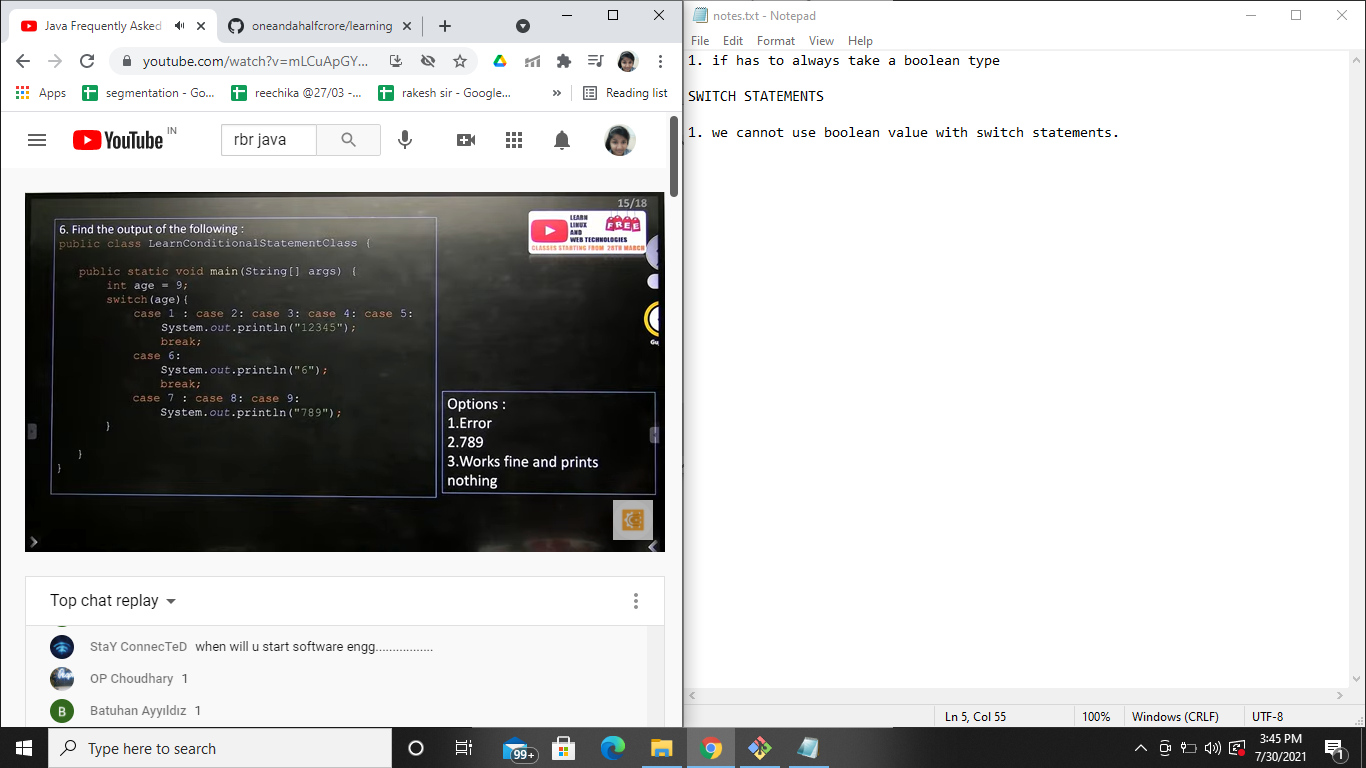 Java Frequently Asked
oneandahalfcrore/learning
youtube.com/watch?v=mLCuApGY...
Apps
segmentation - Go...
reechika @27/03 -...
rakesh sir - Google...
»
Reading list
YouTube IN
rbr java
15/18
LEARN
LINUX
AND
WEB TECHNOLOGIES
FREE
CLASSES STARTING FROM 28TH MARCH
6. Find the output of the following :
public class LearnConditionalStatementClass {
public static void main(String[] args) {
int age = 9;
switch(age){
case 1 : case 2: case 3: case 4: case 5:
System.out.println("12345");
break;
case 6:
System.out.println("6");
break;
case 7 : case 8: case 9:
System.out.println("789");
}
}
}
Options :
1.Error
2.789
3.Works fine and prints
nothing
Top chat replay
StaY ConnecTeD when will u start software engg.................
OP Choudhary 1
B Batuhan Ayyıldız 1
notes.txt - Notepad
File Edit Format View Help
1. if has to always take a boolean type
SWITCH STATEMENTS
1. we cannot use boolean value with switch statements.
Ln 5, Col 55
100%
Windows (CRLF)
UTF-8
Type here to search
99+
3:45 PM
7/30/2021
1